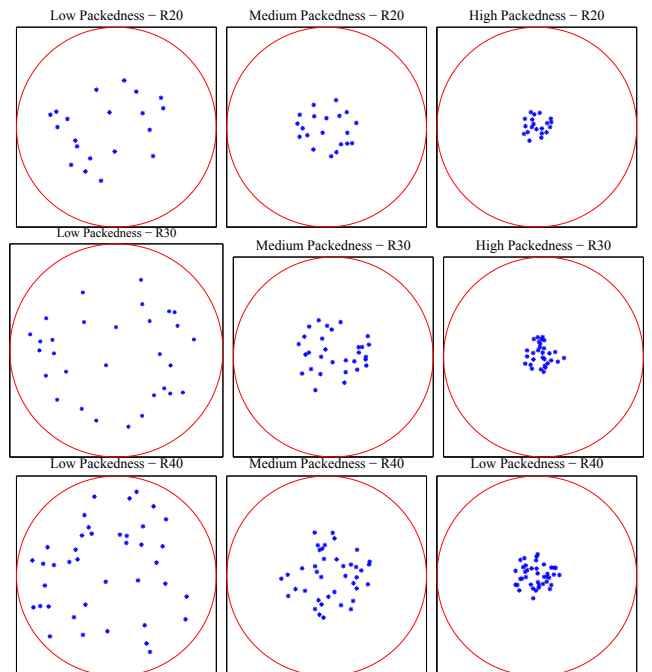 Low Packedness − R20
Medium Packedness − R20
High Packedness − R20
Low Packedness − R30
Medium Packedness − R30
High Packedness − R30
Low Packedness − R40
Medium Packedness − R40
Low Packedness − R40